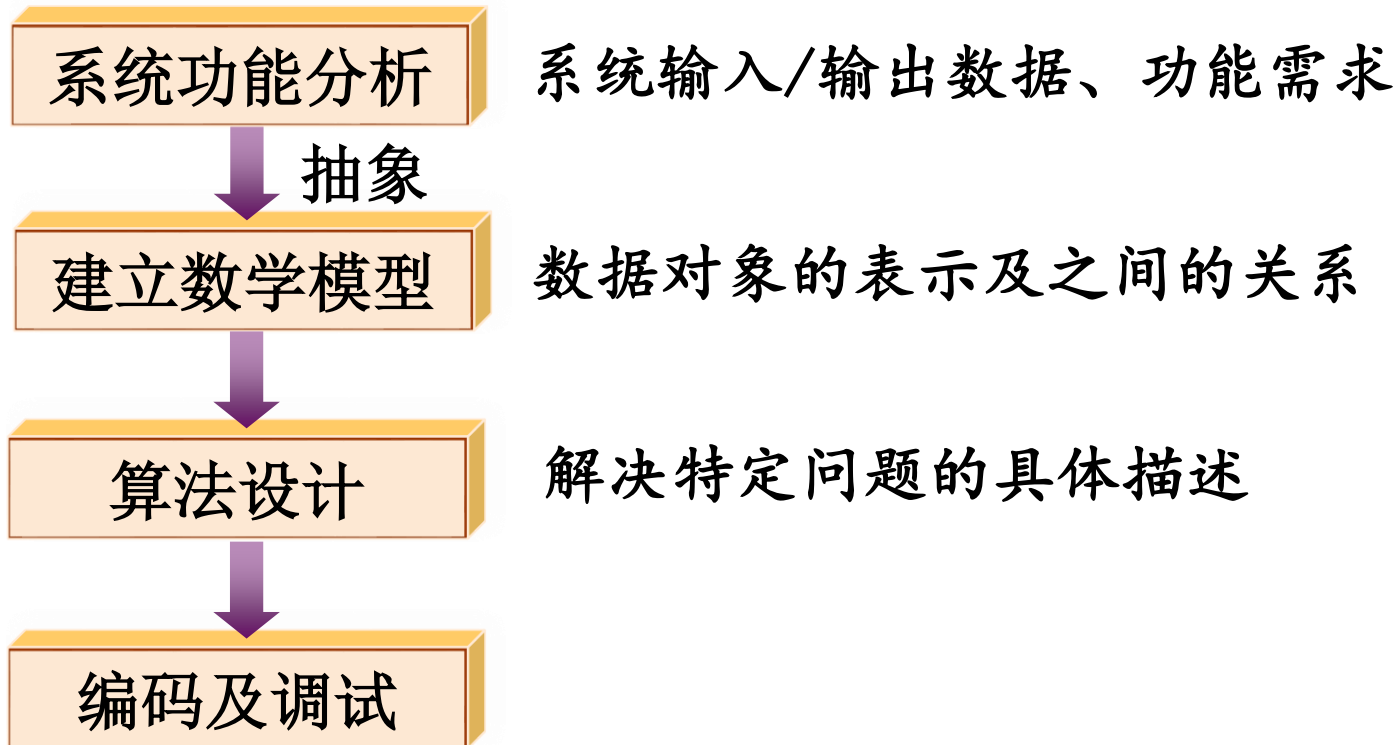 系统功能分析
系统输入/输出数据、功能需求
抽象
建立数学模型
数据对象的表示及之间的关系
算法设计
解决特定问题的具体描述
编码及调试